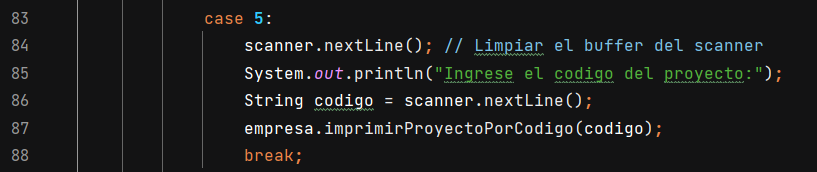 83 case 5:
84 scanner.nextLine(); // Limpiar el buffer del scanner
85 System.out.println("Ingrese el codigo del proyecto:");
86 String codigo = scanner.nextLine();
87 empresa.imprimirProyectoPorCodigo(codigo);
88 break;